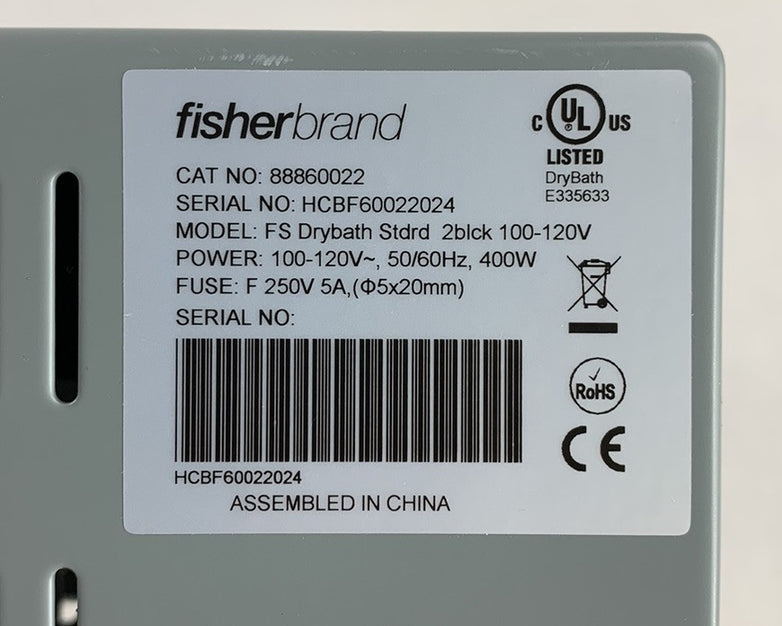 fisherbrand
CAT NO: 88860022
SERIAL NO: HCBF60022024
MODEL: FS Drybath Stdrd 2blck 100-120V
POWER: 100-120V~, 50/60Hz, 400W
FUSE: F 250V 5A,(Φ5x20mm)
SERIAL NO:
HCBF60022024
ASSEMBLED IN CHINA
C UL US
LISTED
DryBath
E335633
RoHS
CE